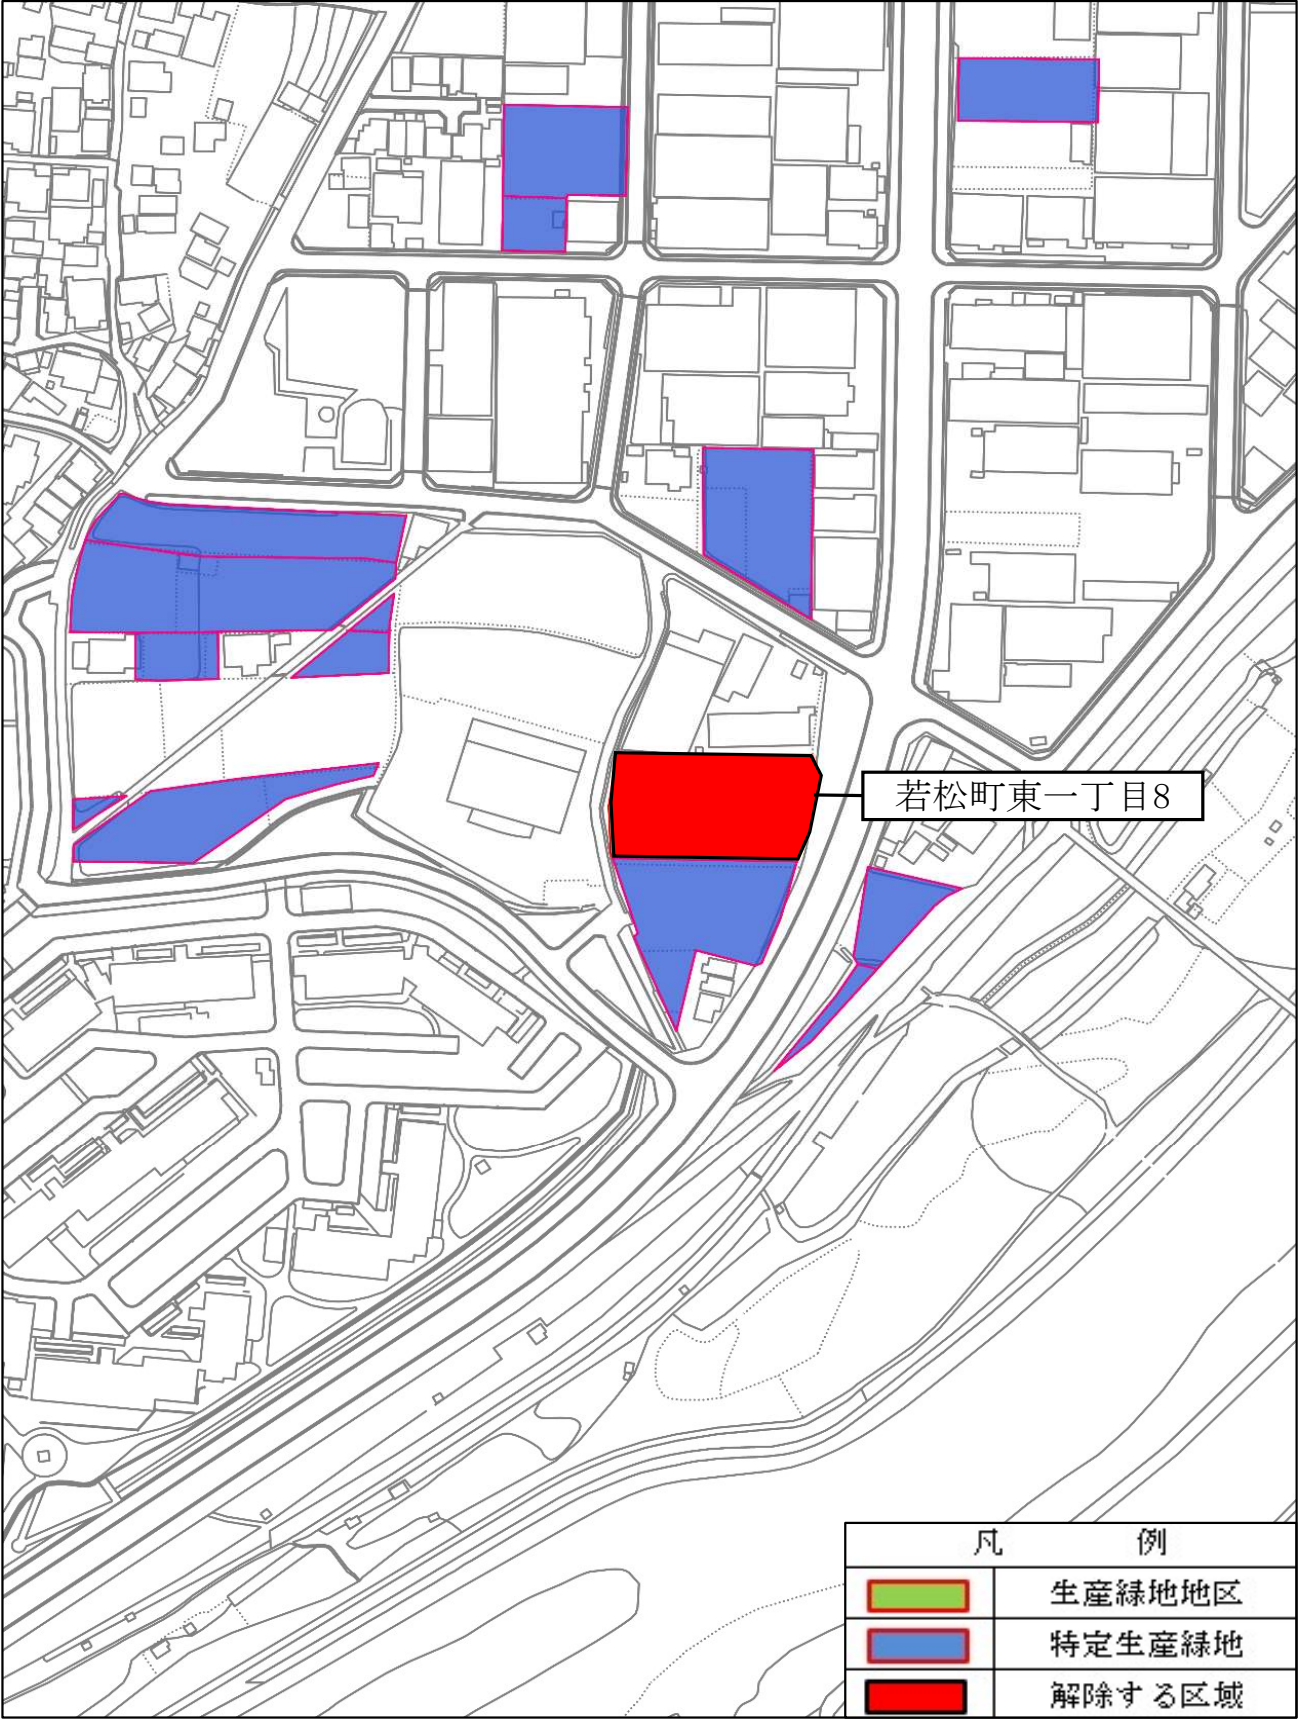 若松町東一丁目8
凡 例
生産緑地地区
特定生産緑地
解除する区域